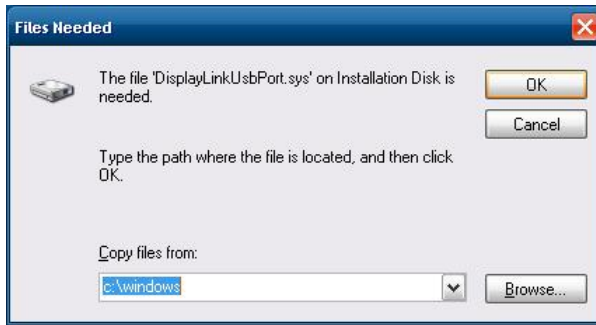 Files Needed
The file 'DisplayLinkUsbPort.sys' on Installation Disk is
needed.
OK
Cancel
Type the path where the file is located, and then click
OK.
Copy files from:
c:\windows
Browse...